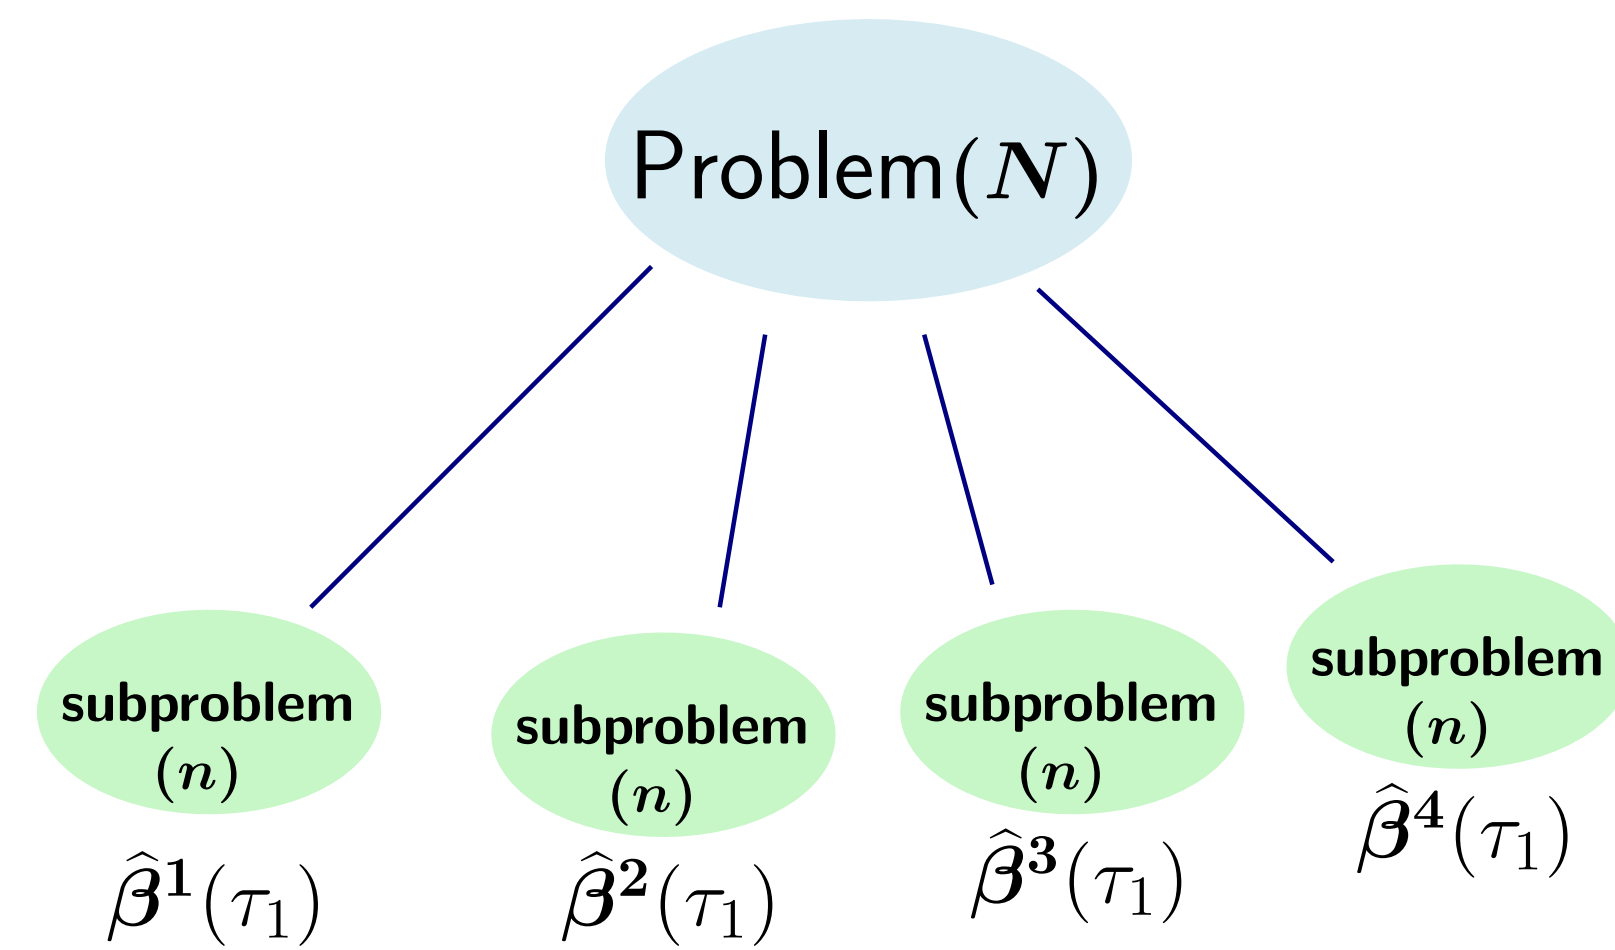 Problem(N)
subproblem
(n)
β̂¹(τ₁)
subproblem
(n)
β̂²(τ₁)
subproblem
(n)
β̂³(τ₁)
subproblem
(n)
β̂⁴(τ₁)